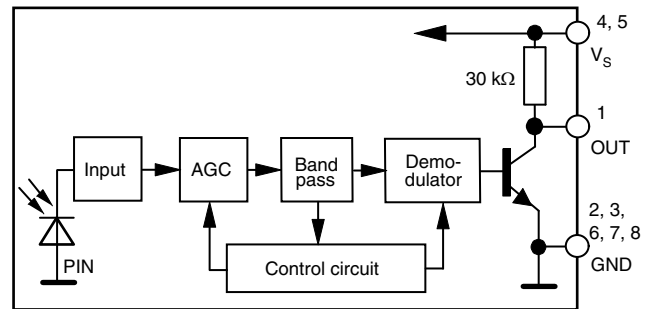 4, 5
V_S
30 kΩ
1
OUT
Input
AGC
Band
pass
Demo-
dulator
2, 3,
6, 7, 8
GND
PIN
Control circuit